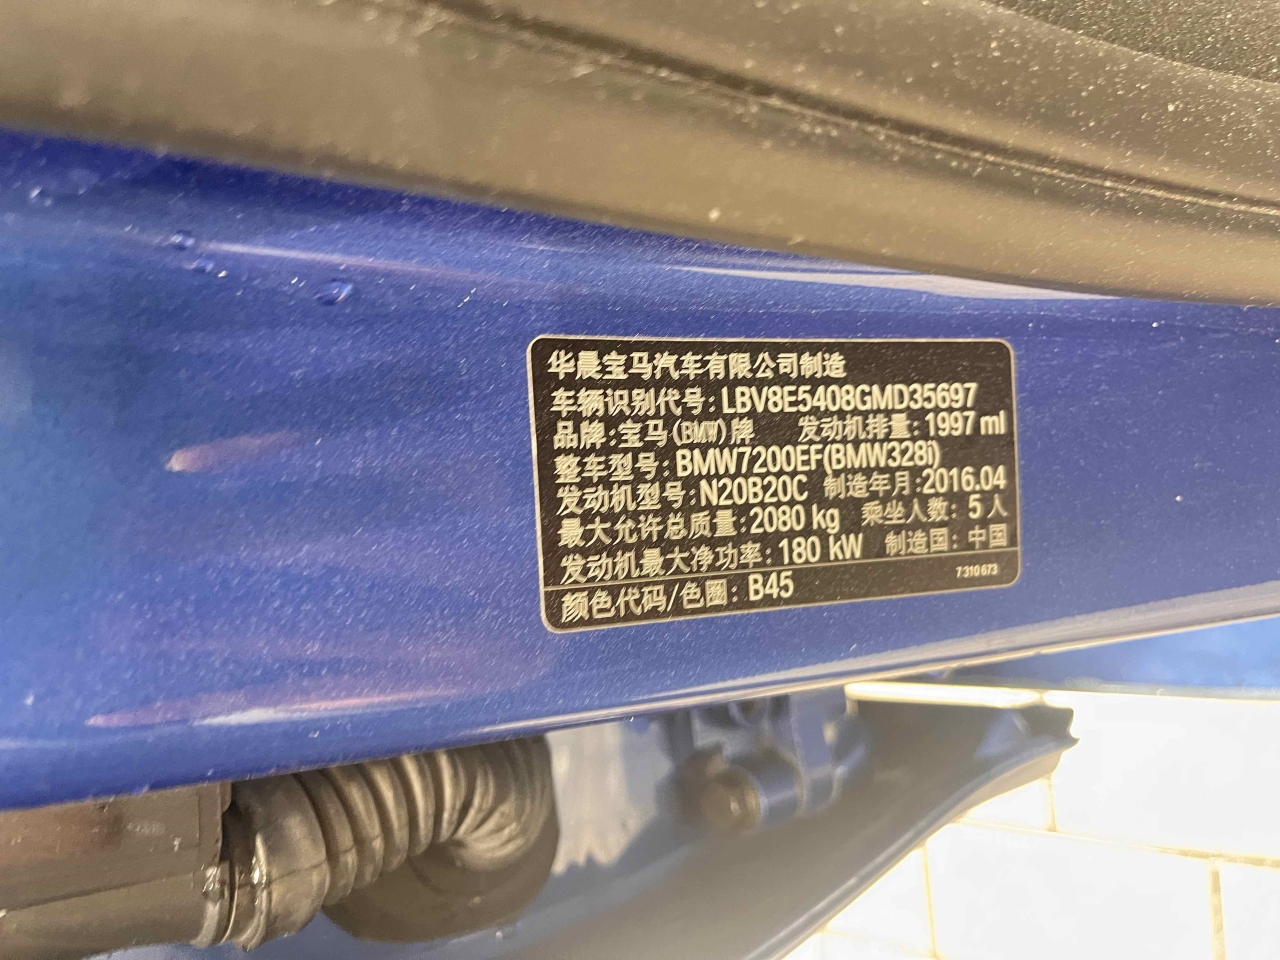 华晨宝马汽车有限公司制造
车辆识别代号:LBV8E5408GMD35697
品牌:宝马(BMW)牌 发动机排量:1997 ml
整车型号:BMW7200EF(BMW328i)
发动机型号:N20B20C 制造年月:2016.04
最大允许总质量:2080 kg 乘坐人数: 5 人
发动机最大净功率:180 kW 制造国: 中国
颜色代码/色圈: B45 7310673